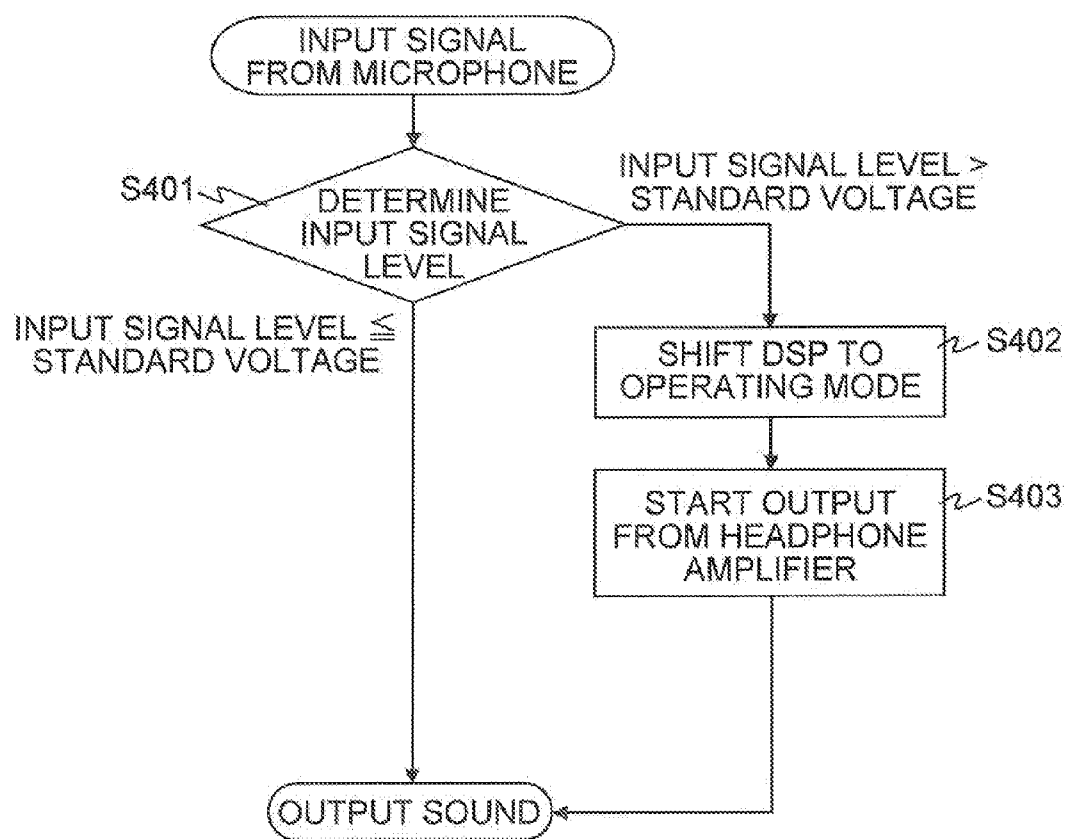 INPUT SIGNAL
FROM MICROPHONE
S401
DETERMINE
INPUT SIGNAL
LEVEL
INPUT SIGNAL LEVEL >
STANDARD VOLTAGE
INPUT SIGNAL LEVEL ≦
STANDARD VOLTAGE
SHIFT DSP TO
OPERATING MODE
S402
START OUTPUT
FROM HEADPHONE
AMPLIFIER
S403
OUTPUT SOUND